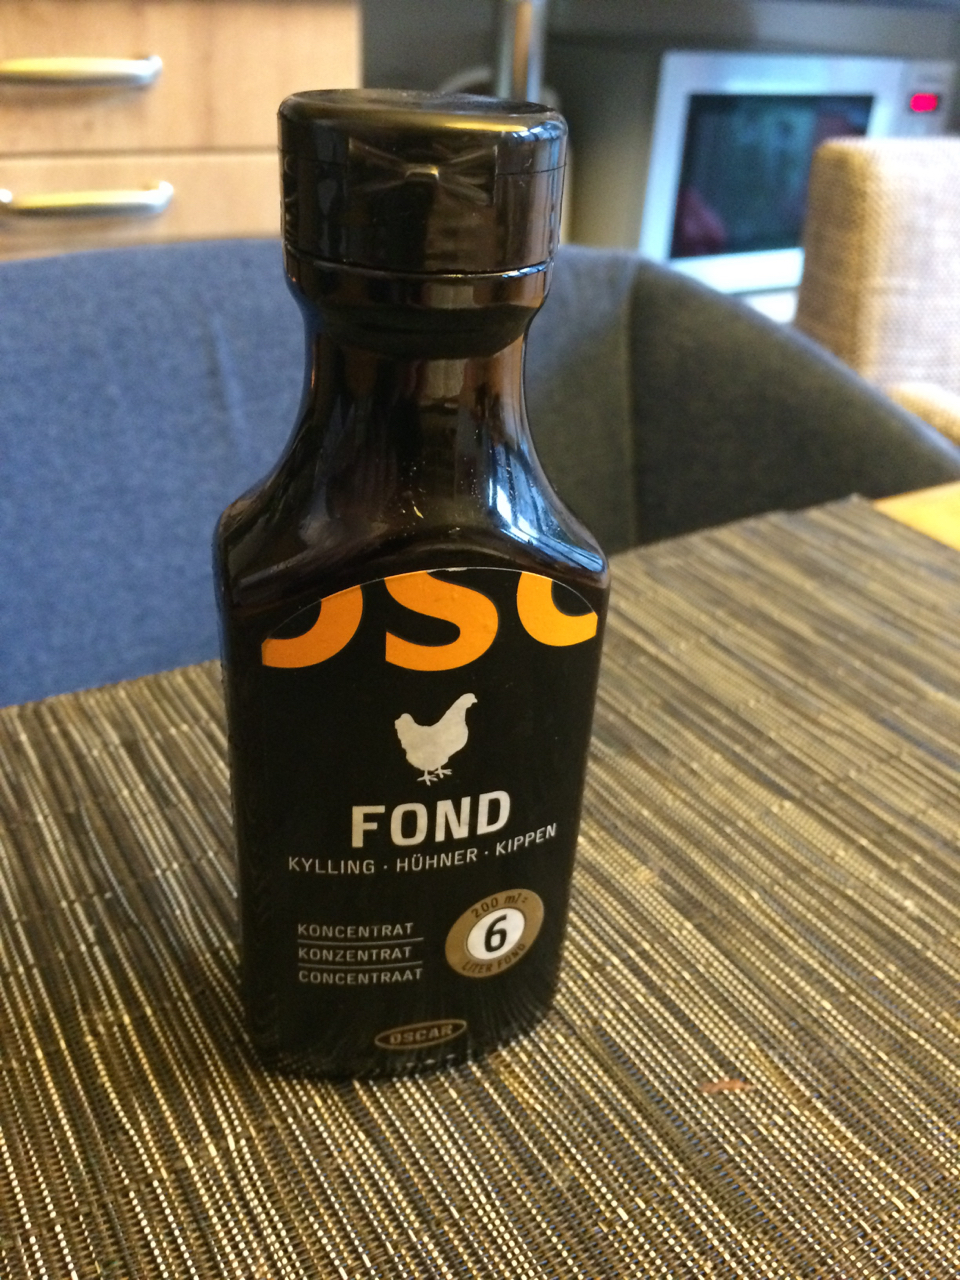 OSC
FOND
KYLLING · HÜHNER · KIPPEN
KONCENTRAT
KONZENTRAT
CONCENTRAAT
200 ml =
6
LITER FOND
OSCAR